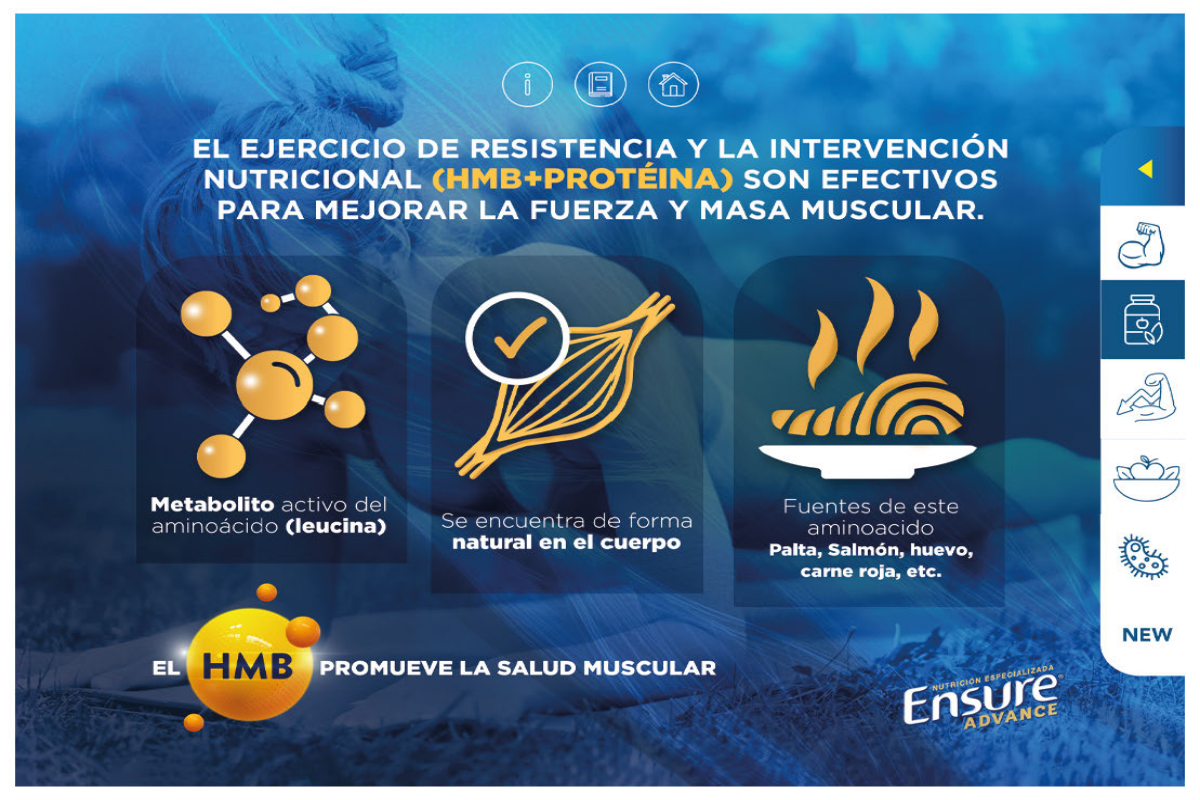 EL EJERCICIO DE RESISTENCIA Y LA INTERVENCIÓN
NUTRICIONAL (HMB+PROTÉINA) SON EFECTIVOS
PARA MEJORAR LA FUERZA Y MASA MUSCULAR.
Metabolito activo del
aminoácido (leucina)
Se encuentra de forma
natural en el cuerpo
Fuentes de este
aminoacido
Palta, Salmón, huevo,
carne roja, etc.
EL HMB PROMUEVE LA SALUD MUSCULAR
NEW
NUTRICIÓN ESPECIALIZADA
Ensure®
ADVANCE